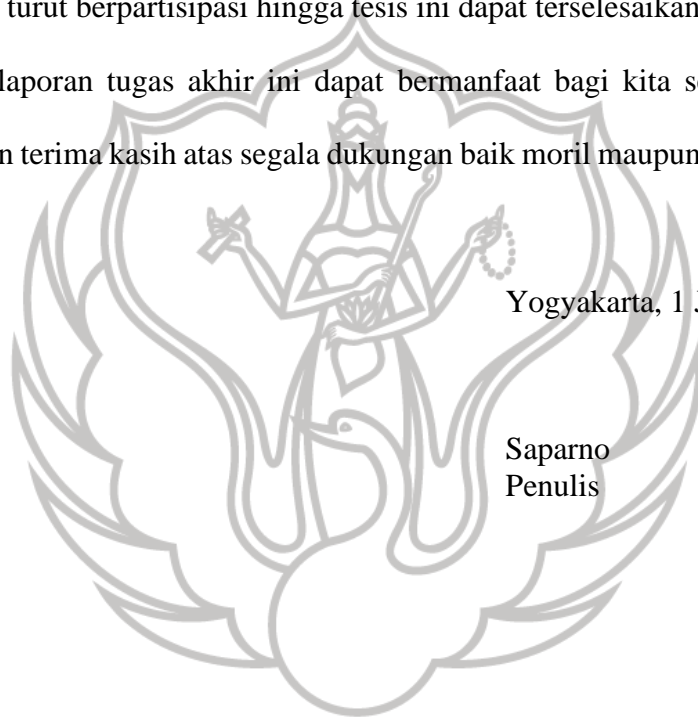 turut berpartisipasi hingga tesis ini dapat terselesaikan
laporan tugas akhir ini dapat bermanfaat bagi kita
terima kasih atas segala dukungan baik moril maupun
Yogyakarta, 1
Saparno
Penulis